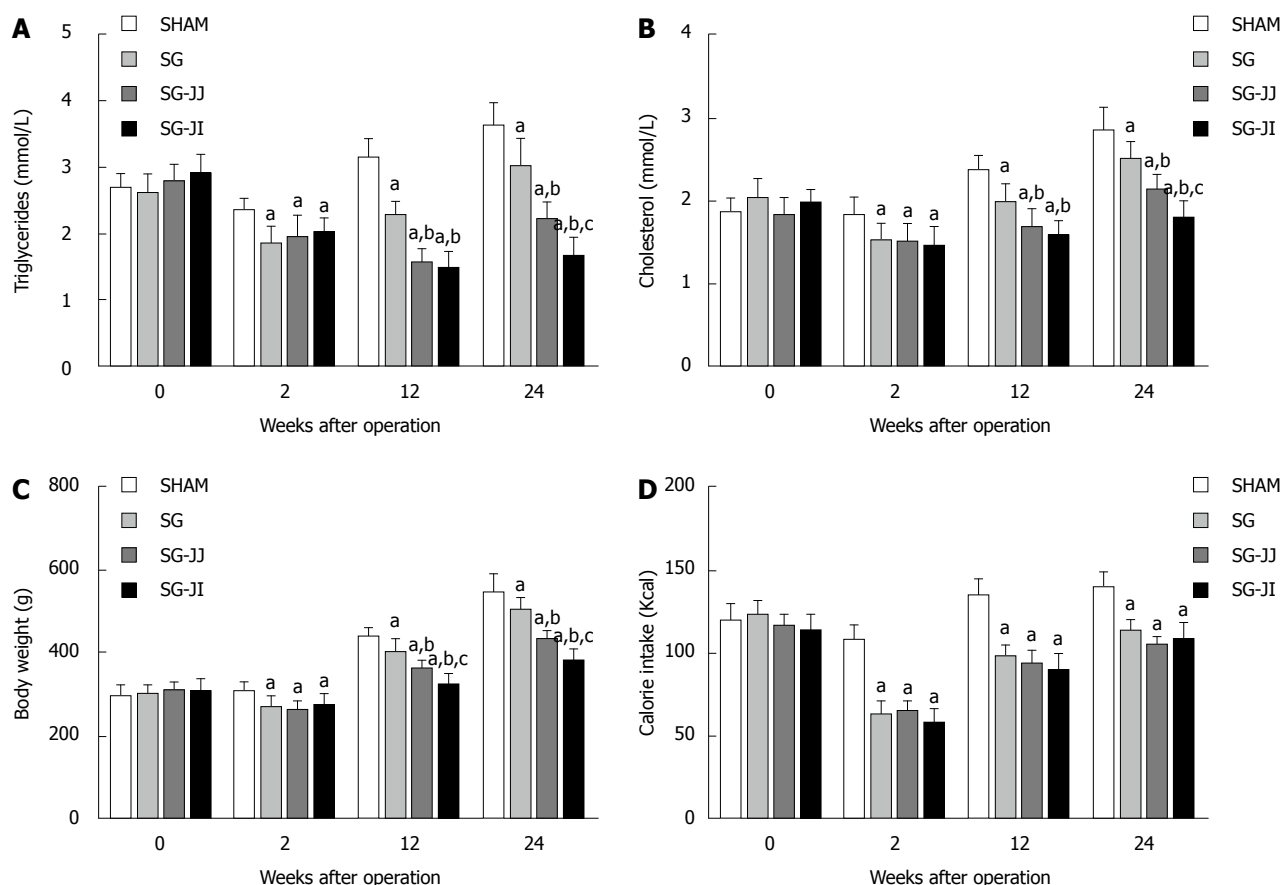 A
SHAM
SG
SG-JJ
SG-JI
Triglycerides (mmol/L)
5
4
3
2
1
0
a
a
a
a
a,b
a,b
a
a,b
a,b,c
0
2
12
24
Weeks after operation
B
SHAM
SG
SG-JJ
SG-JI
Cholesterol (mmol/L)
4
3
2
1
0
a
a
a
a
a,b
a,b
a
a,b
a,b,c
0
2
12
24
Weeks after operation
C
SHAM
SG
SG-JJ
SG-JI
Body weight (g)
800
600
400
200
0
a
a
a
a
a,b
a,b,c
a
a,b
a,b,c
0
2
12
24
Weeks after operation
D
SHAM
SG
SG-JJ
SG-JI
Calorie intake (Kcal)
200
150
100
50
0
a
a
a
a
a
a
a
a
a
0
2
12
24
Weeks after operation